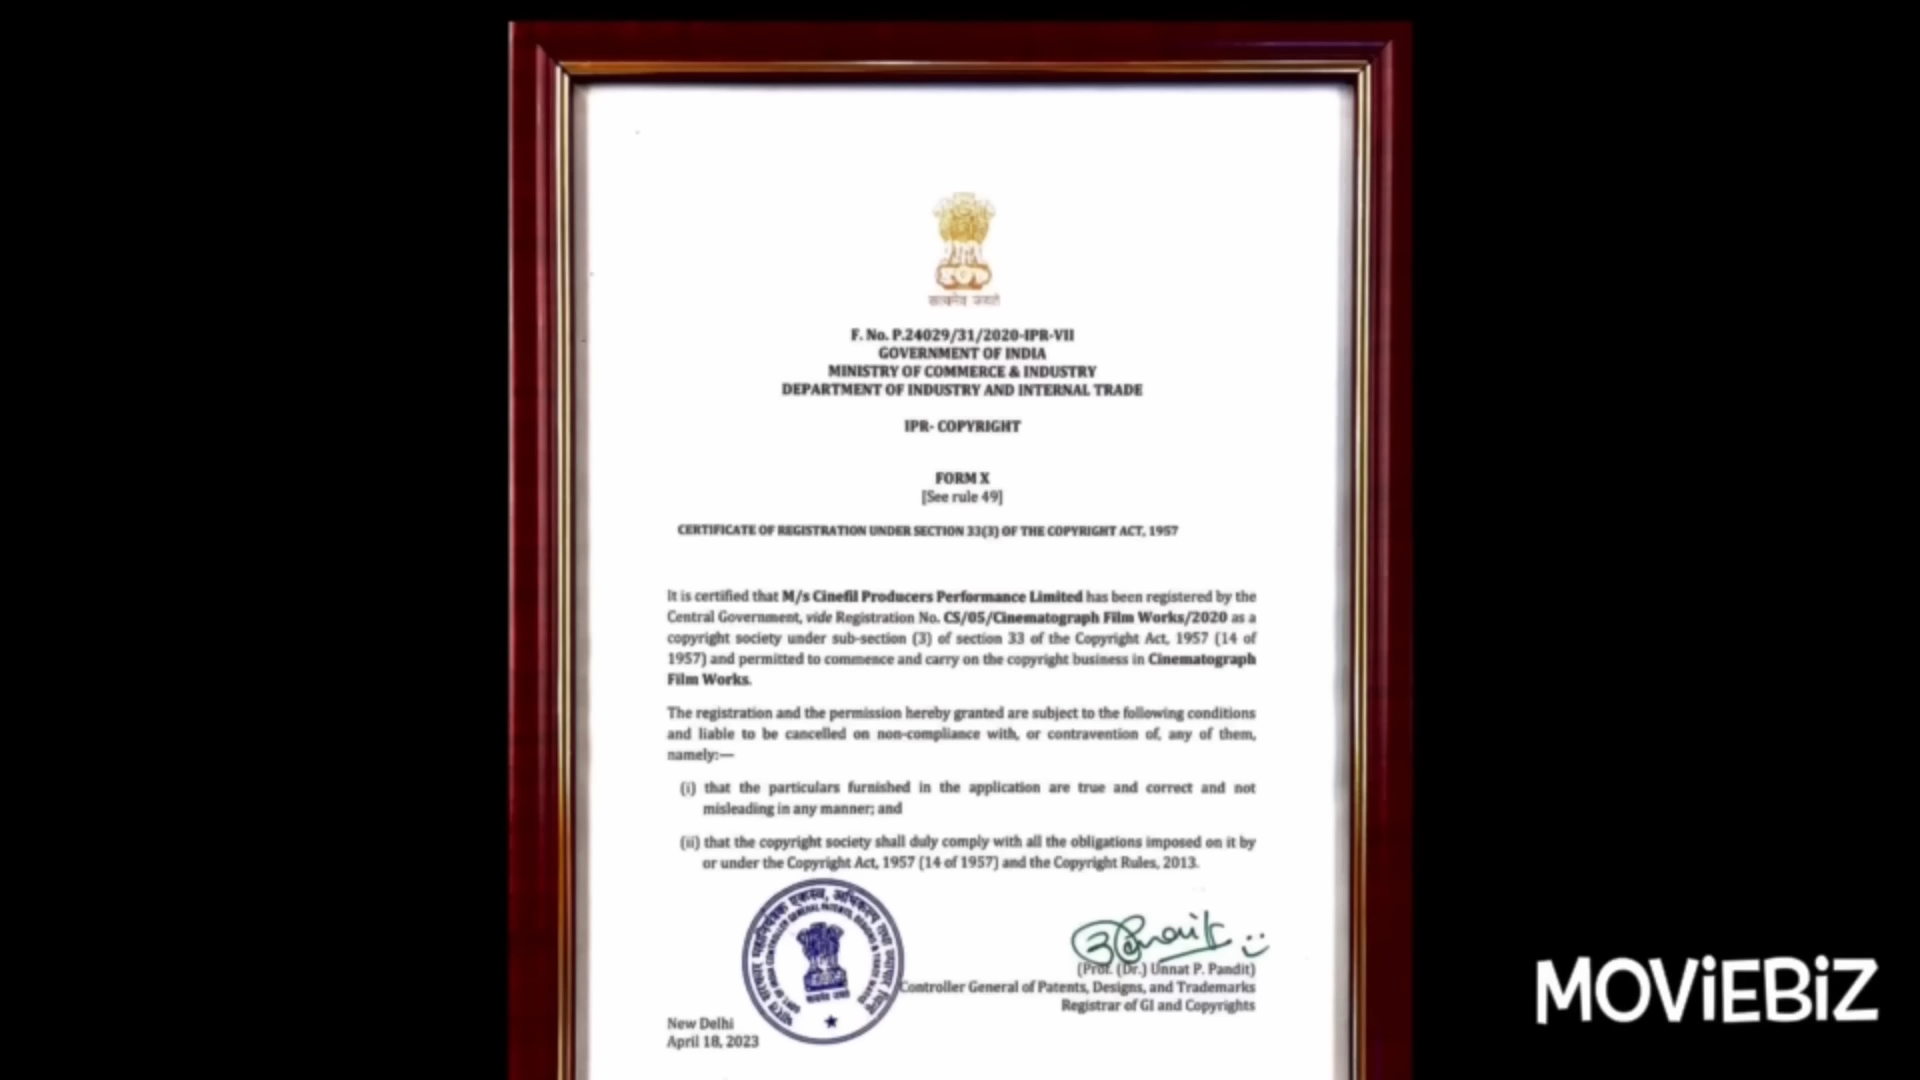 सत्यमेव जयते
F. No. P.24029/31/2020-IPR-VII
GOVERNMENT OF INDIA
MINISTRY OF COMMERCE & INDUSTRY
DEPARTMENT OF INDUSTRY AND INTERNAL TRADE
IPR- COPYRIGHT
FORM X
[See rule 49]
CERTIFICATE OF REGISTRATION UNDER SECTION 33(3) OF THE COPYRIGHT ACT, 1957
It is certified that M/s Cinefil Producers Performance Limited has been registered by the
Central Government, vide Registration No. CS/05/Cinematograph Film Works/2020 as a
copyright society under sub-section (3) of section 33 of the Copyright Act, 1957 (14 of
1957) and permitted to commence and carry on the copyright business in Cinematograph
Film Works.
The registration and the permission hereby granted are subject to the following conditions
and liable to be cancelled on non-compliance with, or contravention of, any of them,
namely:—
(i) that the particulars furnished in the application are true and correct and not
misleading in any manner; and
(ii) that the copyright society shall duly comply with all the obligations imposed on it by
or under the Copyright Act, 1957 (14 of 1957) and the Copyright Rules, 2013.
(Prof. (Dr.) Unnat P. Pandit)
Controller General of Patents, Designs, and Trademarks
Registrar of GI and Copyrights
New Delhi
April 18, 2023
MOViEBiZ